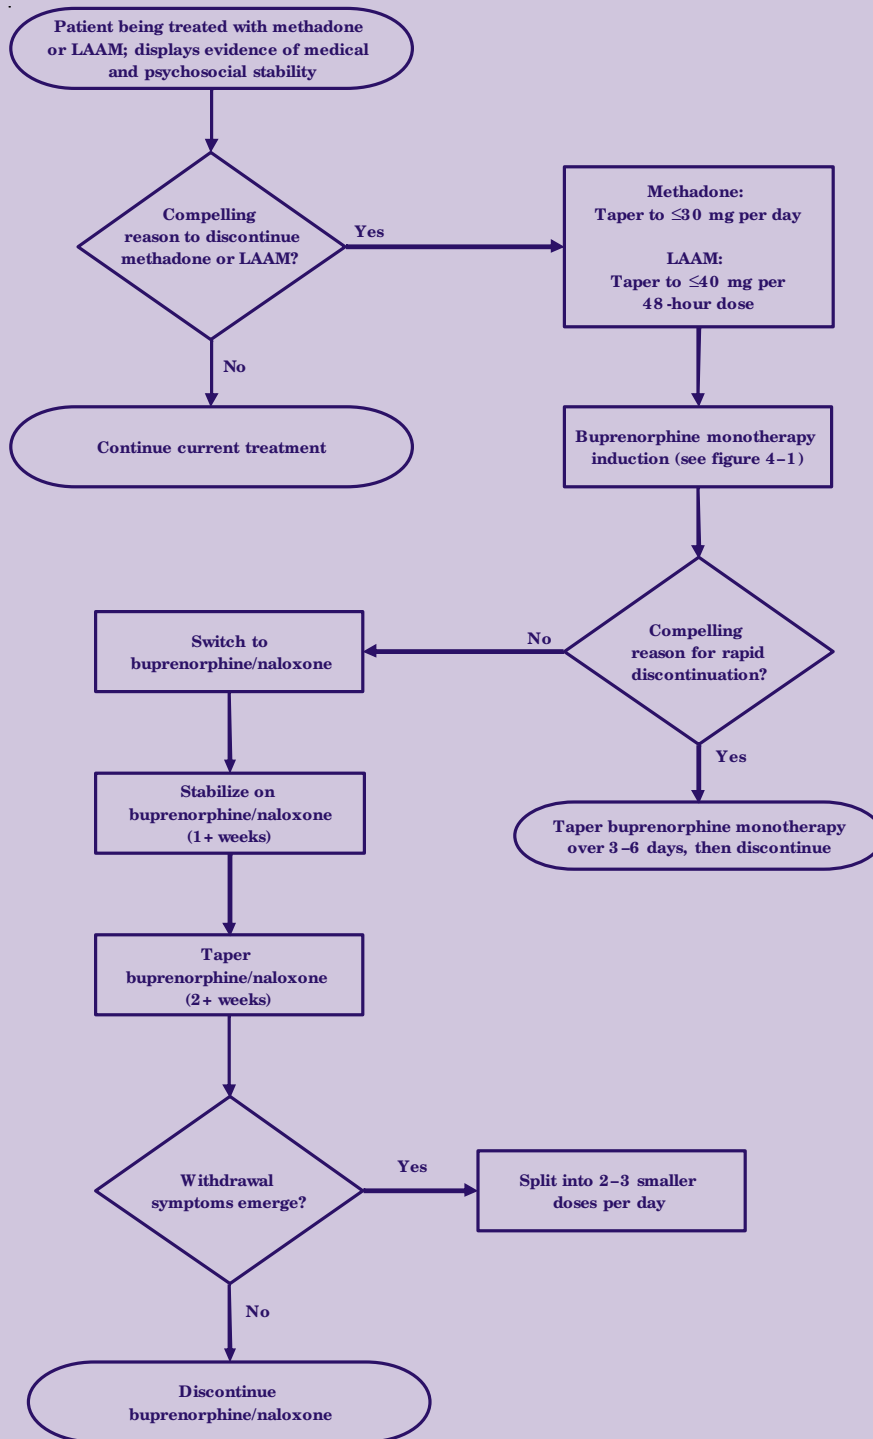 Patient being treated with methadone
or LAAM; displays evidence of medical
and psychosocial stability
Compelling
reason to discontinue
methadone or LAAM?
Yes
Methadone:
Taper to ≤30 mg per day
LAAM:
Taper to ≤40 mg per
48-hour dose
No
Continue current treatment
Buprenorphine monotherapy
induction (see figure 4–1)
Compelling
reason for rapid
discontinuation?
No
Switch to
buprenorphine/naloxone
Yes
Taper buprenorphine monotherapy
over 3–6 days, then discontinue
Stabilize on
buprenorphine/naloxone
(1+ weeks)
Taper
buprenorphine/naloxone
(2+ weeks)
Withdrawal
symptoms emerge?
Yes
Split into 2–3 smaller
doses per day
No
Discontinue
buprenorphine/naloxone